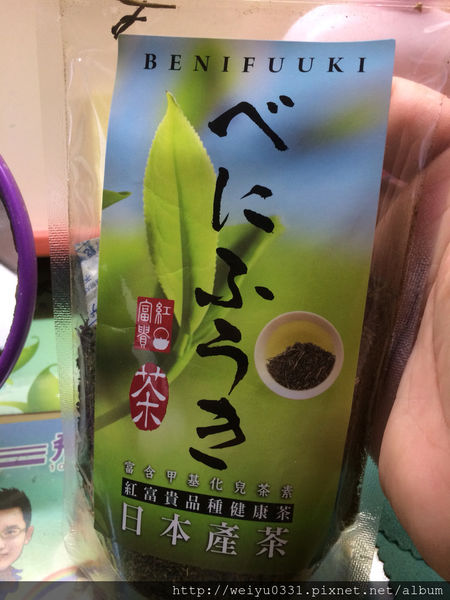 BENIFUUKI
べにふうき
紅富貴
茶
富含甲基化兒茶素
紅富貴品種健康茶
日本產茶
http://weiyu0331.pixnet.net/album